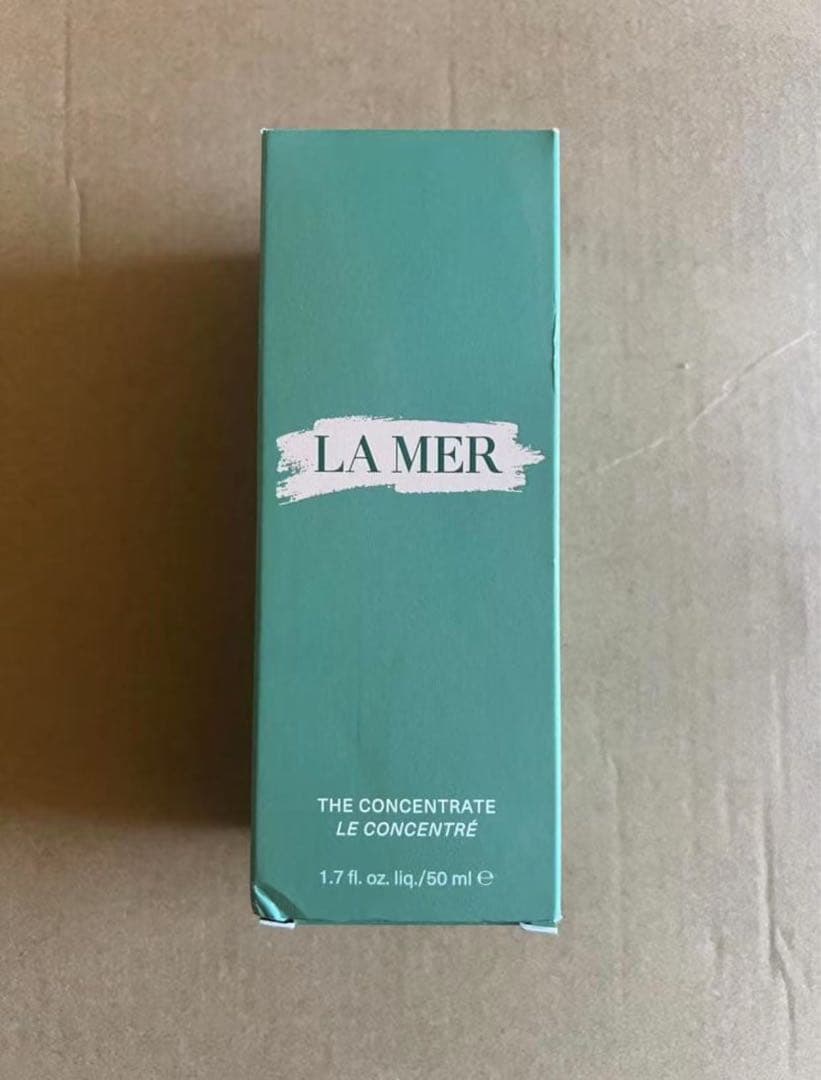 LA MER
THE CONCENTRATE
LE CONCENTRÉ
1.7 fl. oz. liq./50 ml ℮